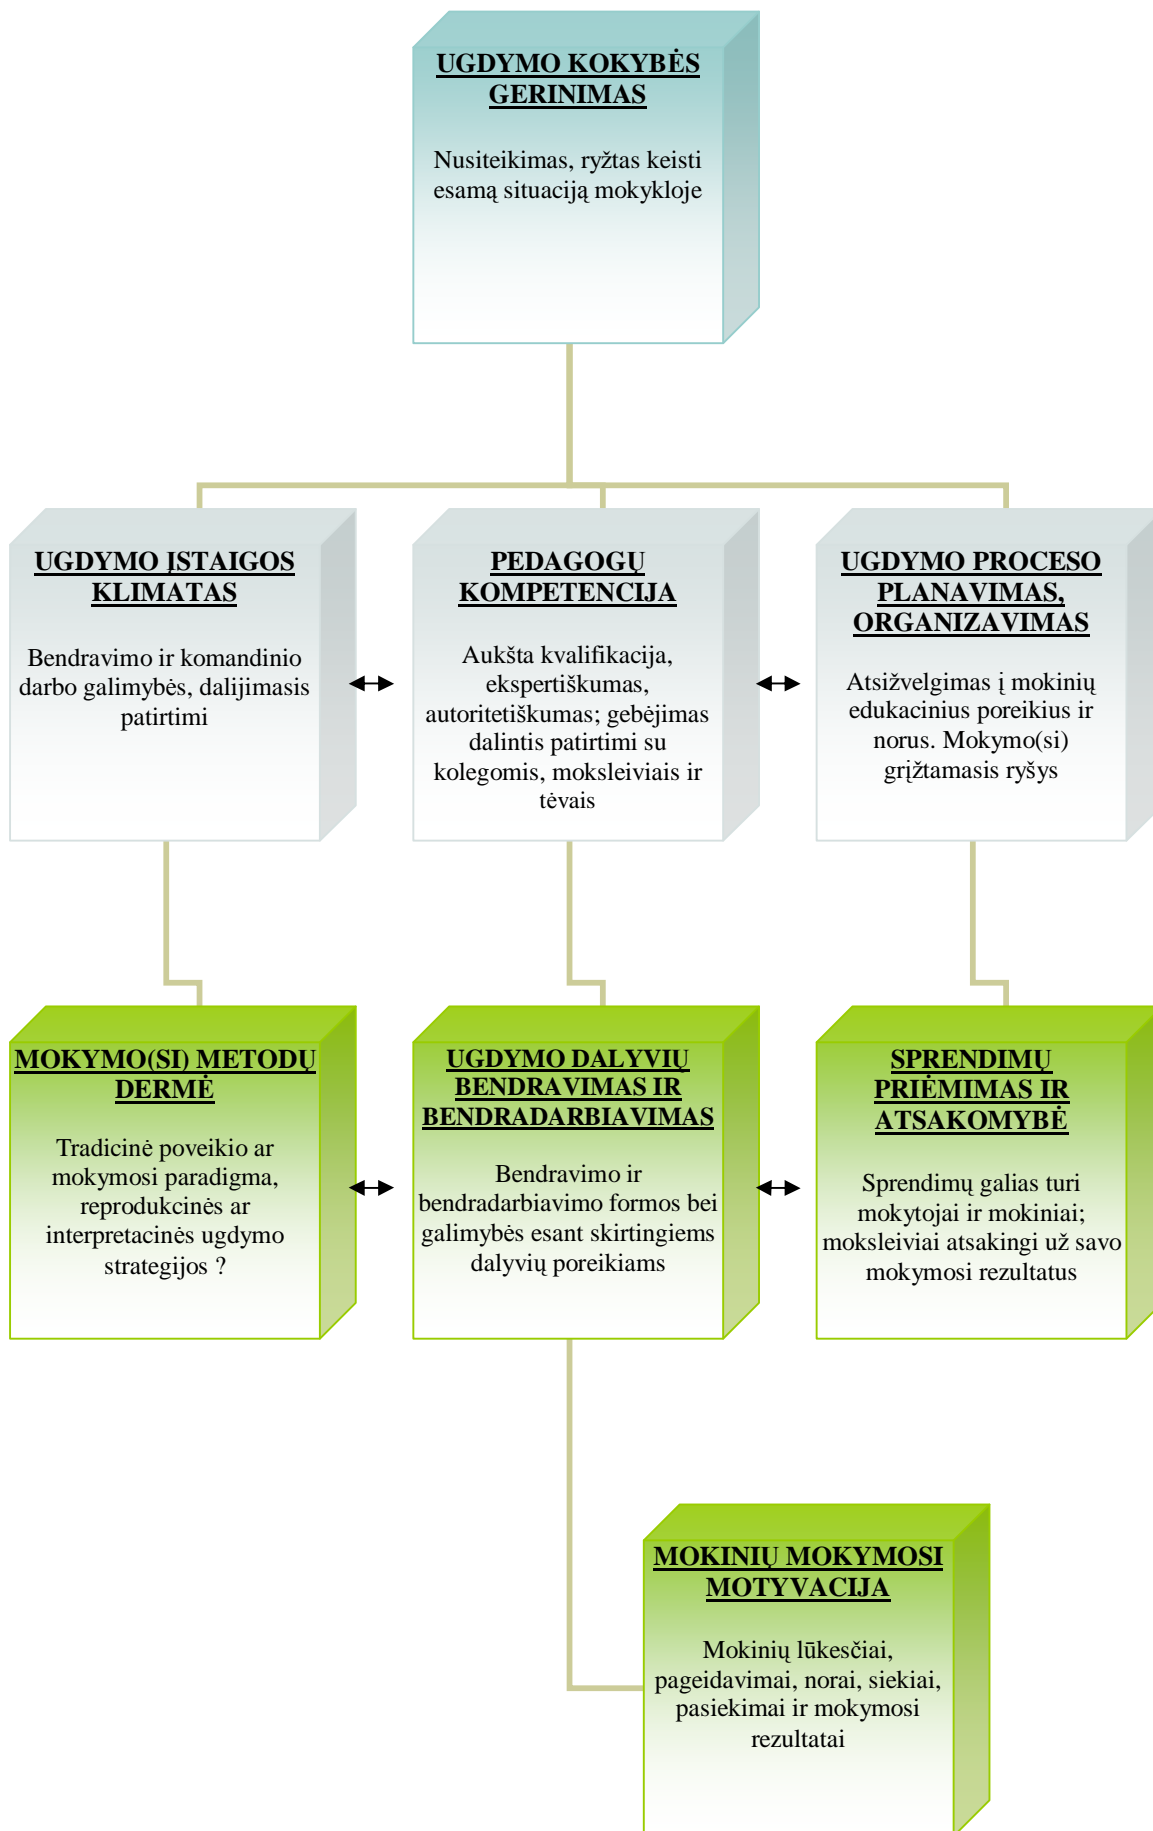 UGDYMO KOKYBĖS
GERINIMAS
Nusiteikimas, ryžtas keisti
esamą situaciją mokykloje
UGDYMO ĮSTAIGOS
KLIMATAS
Bendravimo ir komandinio
darbo galimybės, dalijimasis
patirtimi
PEDAGOGŲ
KOMPETENCIJA
Aukšta kvalifikacija,
ekspertiškumas,
autoritetiškumas; gebėjimas
dalintis patirtimi su
kolegomis, moksleiviais ir
tėvais
UGDYMO PROCESO
PLANAVIMAS,
ORGANIZAVIMAS
Atsižvelgimas į mokinių
edukacinius poreikius ir
norus. Mokymo(si)
grįžtamasis ryšys
MOKYMO(SI) METODŲ
DERMĖ
Tradicinė poveikio ar
mokymosi paradigma,
reprodukcinės ar
interpretacinės ugdymo
strategijos ?
UGDYMO DALYVIŲ
BENDRAVIMAS IR
BENDRADARBIAVIMAS
Bendravimo ir
bendradarbiavimo formos bei
galimybės esant skirtingiems
dalyvių poreikiams
SPRENDIMŲ
PRIĖMIMAS IR
ATSAKOMYBĖ
Sprendimų galias turi
mokytojai ir mokiniai;
moksleiviai atsakingi už savo
mokymosi rezultatus
MOKINIŲ MOKYMOSI
MOTYVACIJA
Mokinių lūkesčiai,
pageidavimai, norai, siekiai,
pasiekimai ir mokymosi
rezultatai